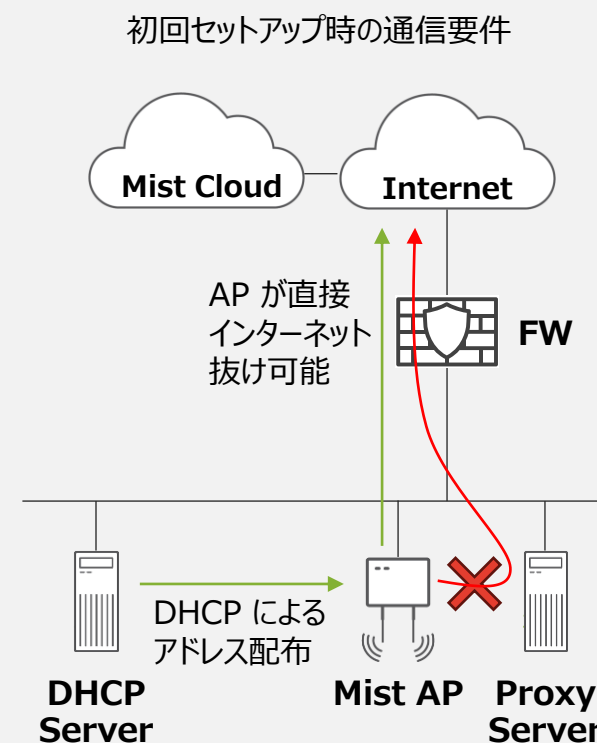 初回セットアップ時の通信要件
Mist Cloud
Internet
AP が直接
インターネット
抜け可能
FW
DHCP による
アドレス配布
DHCP
Server
Mist AP
Proxy
Server